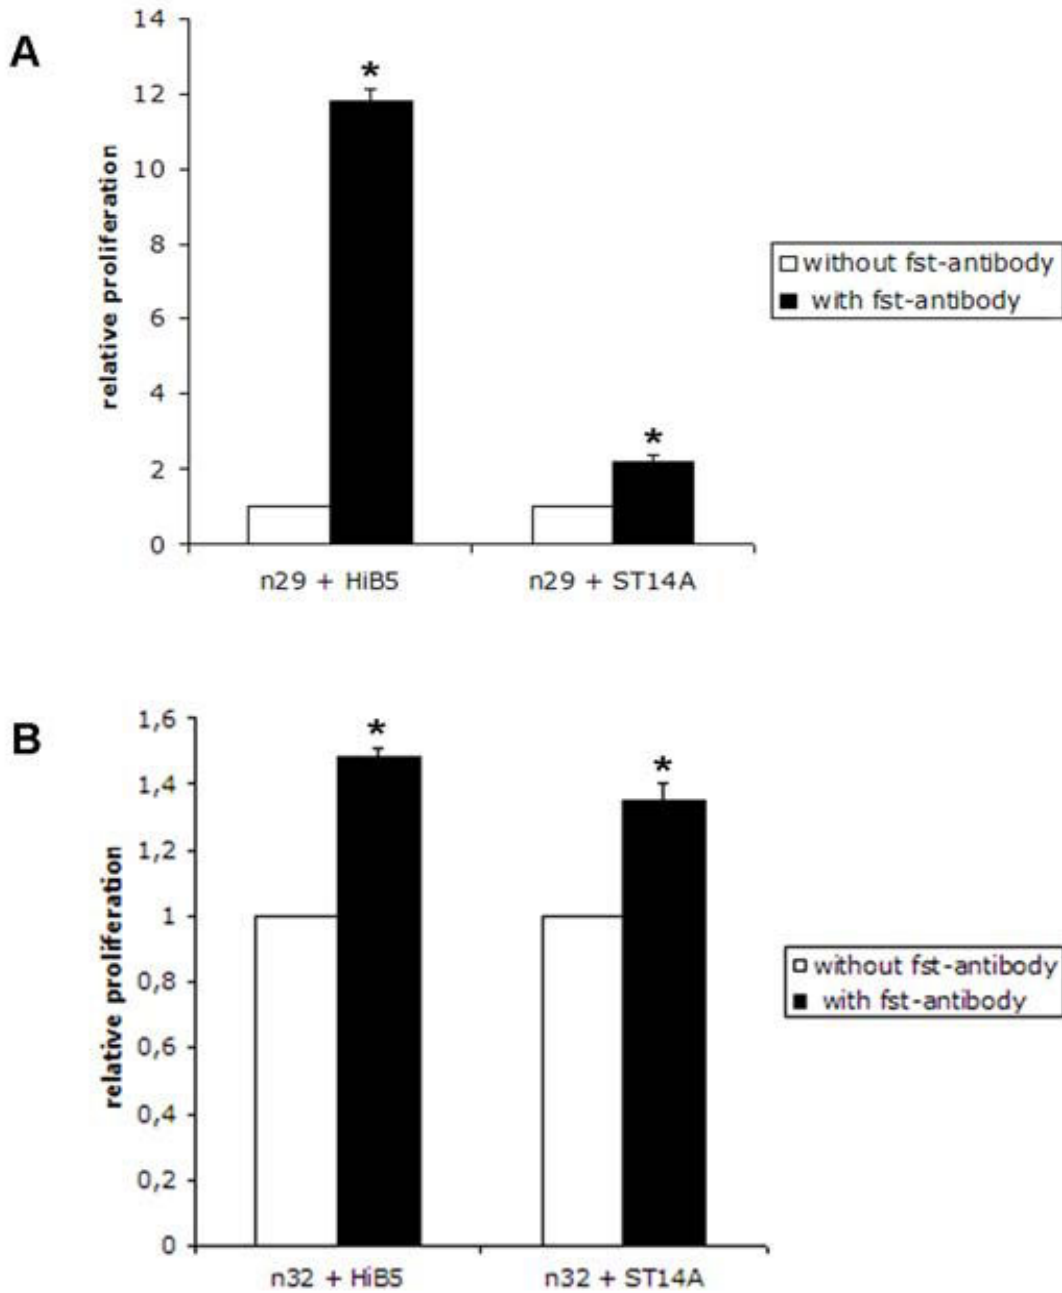 A
14
12
10
8
6
4
2
0
relative proliferation
*
*
n29 + HiB5
n29 + ST14A
without fst-antibody
with fst-antibody
B
1,6
1,4
1,2
1
0,8
0,6
0,4
0,2
0
relative proliferation
*
*
n32 + HiB5
n32 + ST14A
without fst-antibody
with fst-antibody